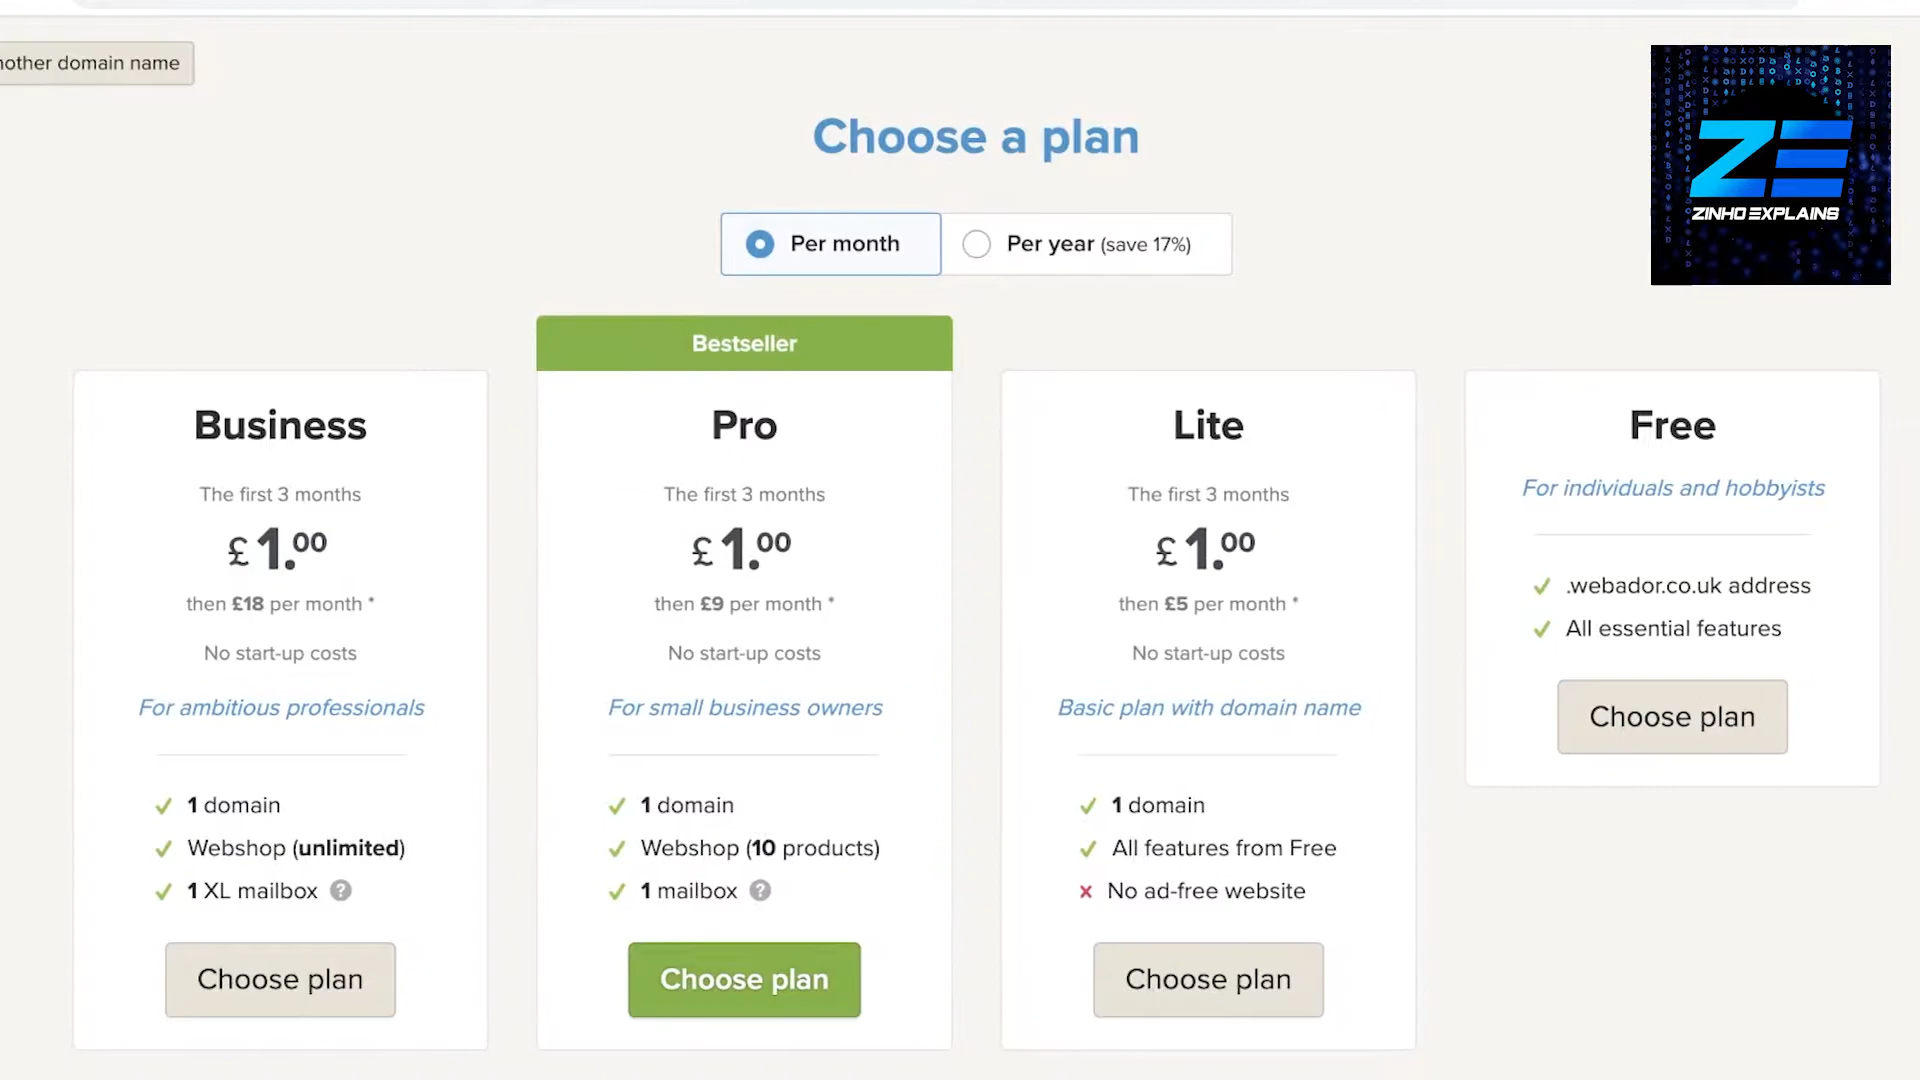 nother domain name
ZE
ZINHO EXPLAINS
Choose a plan
Per month
Per year (save 17%)
Bestseller
Business
The first 3 months
£1.00
then £18 per month *
No start-up costs
For ambitious professionals
1 domain
Webshop (unlimited)
1 XL mailbox ?
Choose plan
Pro
The first 3 months
£1.00
then £9 per month *
No start-up costs
For small business owners
1 domain
Webshop (10 products)
1 mailbox ?
Choose plan
Lite
The first 3 months
£1.00
then £5 per month *
No start-up costs
Basic plan with domain name
1 domain
All features from Free
No ad-free website
Choose plan
Free
For individuals and hobbyists
.webador.co.uk address
All essential features
Choose plan